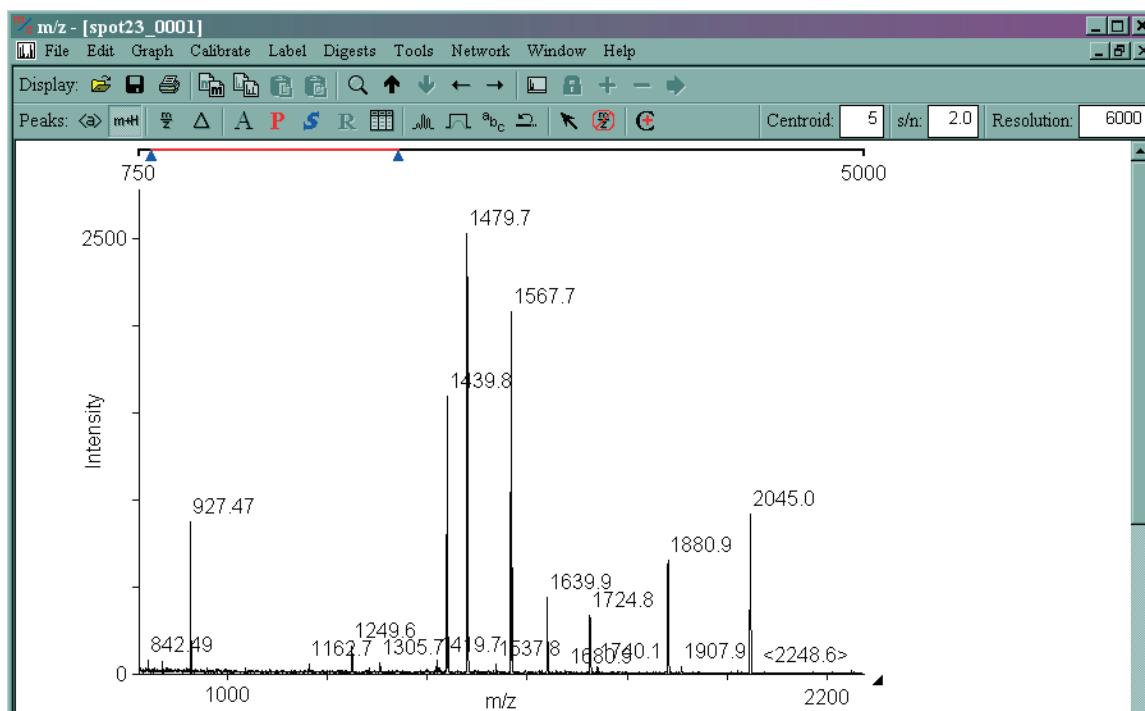 m/z - [spot23_0001]
File Edit Graph Calibrate Label Digests Tools Network Window Help
Display:
Peaks: <a> m+H m/z Δ A P S R abc m/z C Centroid: 5 s/n: 2.0 Resolution: 6000
750 5000
1479.7
2500
1567.7
1439.8
Intensity
927.47
2045.0
1880.9
1639.9
1724.8
1249.6
842.49 1162.7 1305.7 1419.7 1537.8 1680.9 1740.1 1907.9 <2248.6>
0
1000 m/z 2200